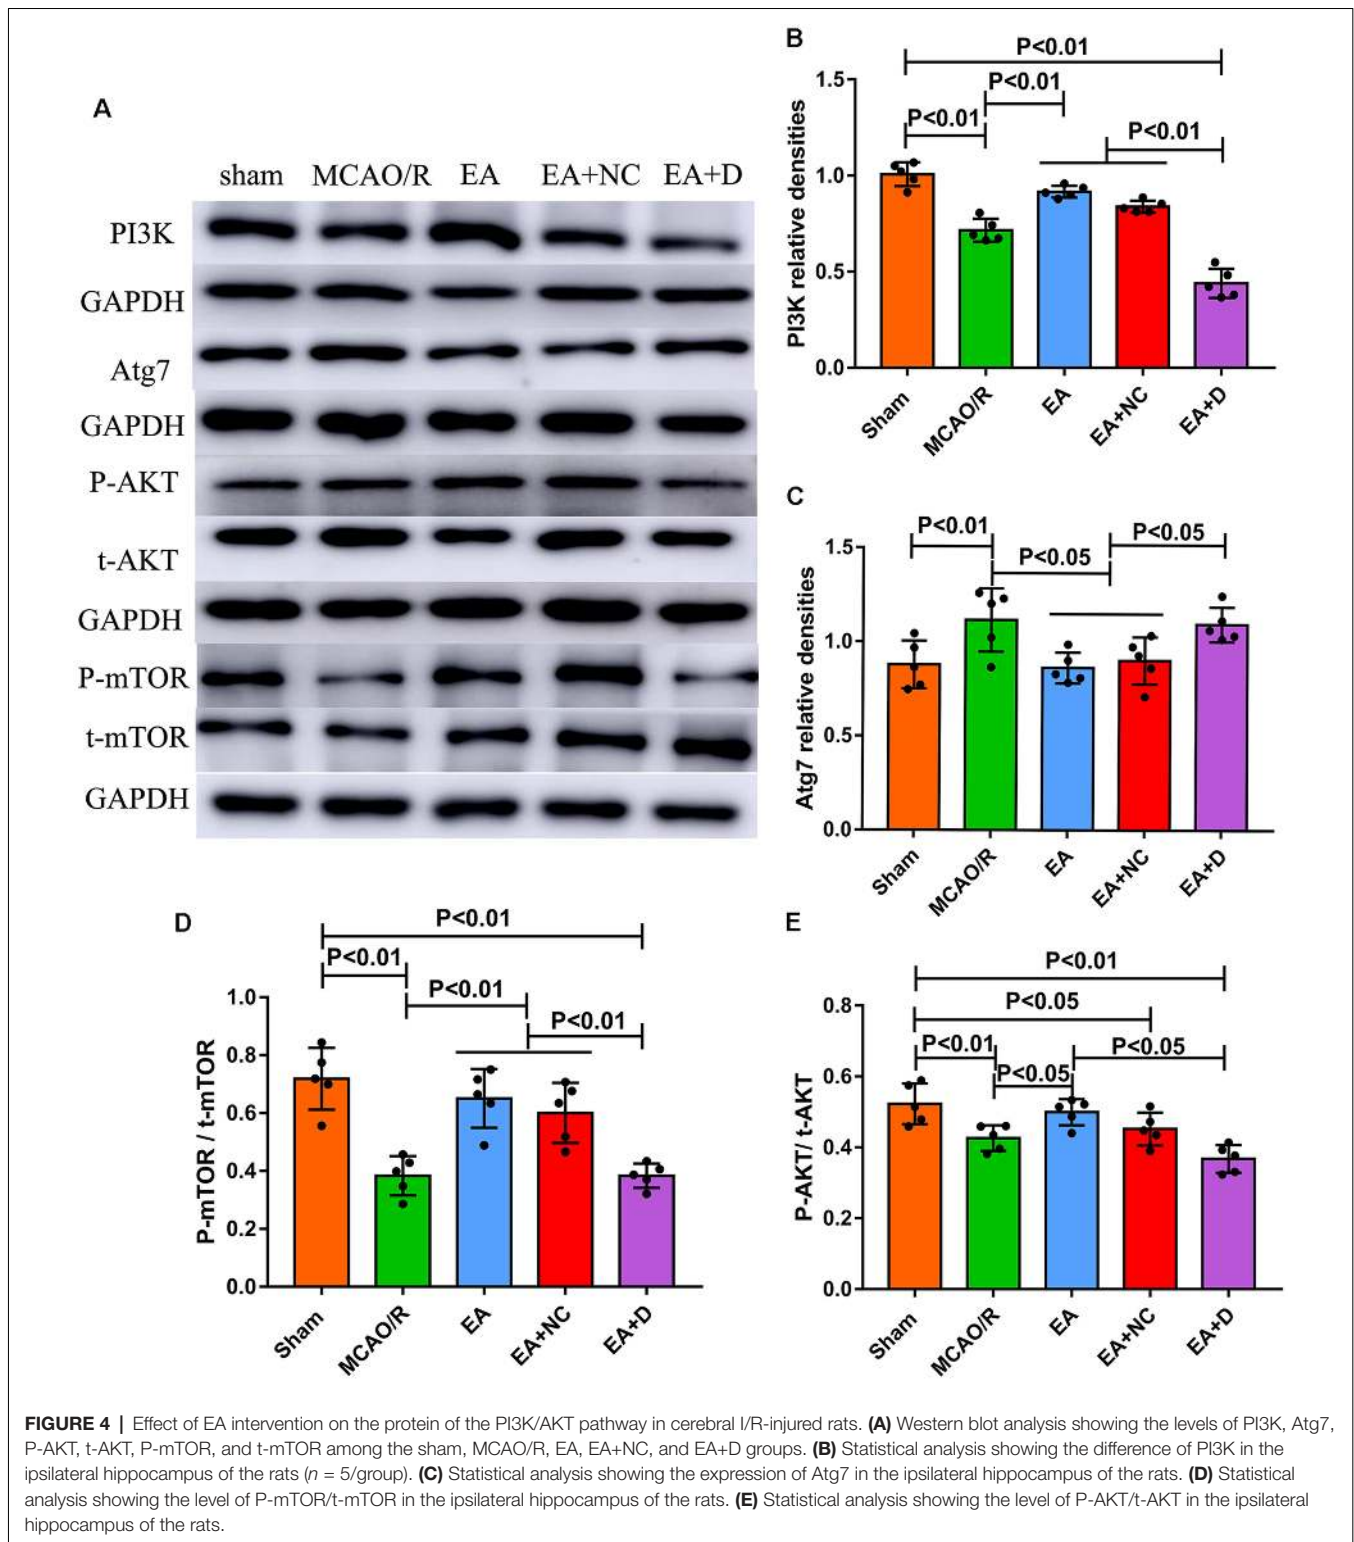 A
sham MCAO/R EA EA+NC EA+D
PI3K
GAPDH
Atg7
GAPDH
P-AKT
t-AKT
GAPDH
P-mTOR
t-mTOR
GAPDH
B
P<0.01
P<0.01
P<0.01
P<0.01
PI3K relative densities
1.5
1.0
0.5
0.0
Sham MCAO/R EA EA+NC EA+D
C
P<0.01
P<0.05
P<0.05
Atg7 relative densities
1.5
1.0
0.5
0.0
Sham MCAO/R EA EA+NC EA+D
D
P<0.01
P<0.01
P<0.01
P<0.01
P-mTOR / t-mTOR
1.0
0.8
0.6
0.4
0.2
0.0
Sham MCAO/R EA EA+NC EA+D
E
P<0.01
P<0.05
P<0.01
P<0.05
P<0.05
P-AKT/ t-AKT
0.8
0.6
0.4
0.2
0.0
Sham MCAO/R EA EA+NC EA+D
FIGURE 4 | Effect of EA intervention on the protein of the PI3K/AKT pathway in cerebral I/R-injured rats. (A) Western blot analysis showing the levels of PI3K, Atg7,
P-AKT, t-AKT, P-mTOR, and t-mTOR among the sham, MCAO/R, EA, EA+NC, and EA+D groups. (B) Statistical analysis showing the difference of PI3K in the
ipsilateral hippocampus of the rats (n = 5/group). (C) Statistical analysis showing the expression of Atg7 in the ipsilateral hippocampus of the rats. (D) Statistical
analysis showing the level of P-mTOR/t-mTOR in the ipsilateral hippocampus of the rats. (E) Statistical analysis showing the level of P-AKT/t-AKT in the ipsilateral
hippocampus of the rats.